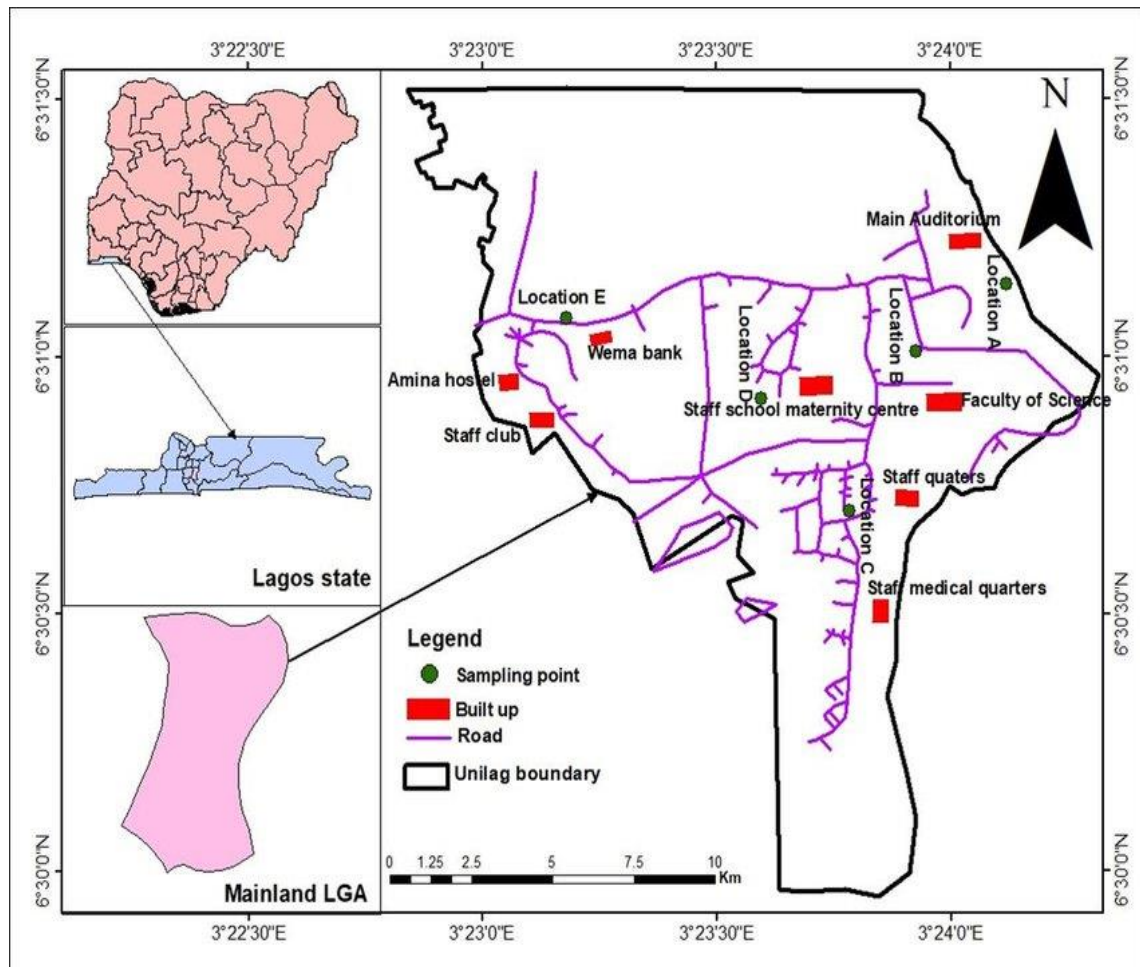 3°22'30"E
3°23'0"E
3°23'30"E
3°24'0"E
6°31'30"N
6°31'0"N
6°30'30"N
6°30'0"N
Lagos state
Mainland LGA
N
Main Auditorium
Location A
Location E
Wema bank
Location D
Location B
Amina hostel
Staff school maternity centre
Faculty of Science
Staff club
Staff quaters
Location C
Staff medical quarters
Legend
Sampling point
Built up
Road
Unilag boundary
0 1.25 2.5 5 7.5 10
Km
6°31'30"N
6°31'0"N
6°30'30"N
6°30'0"N
3°22'30"E
3°23'0"E
3°23'30"E
3°24'0"E